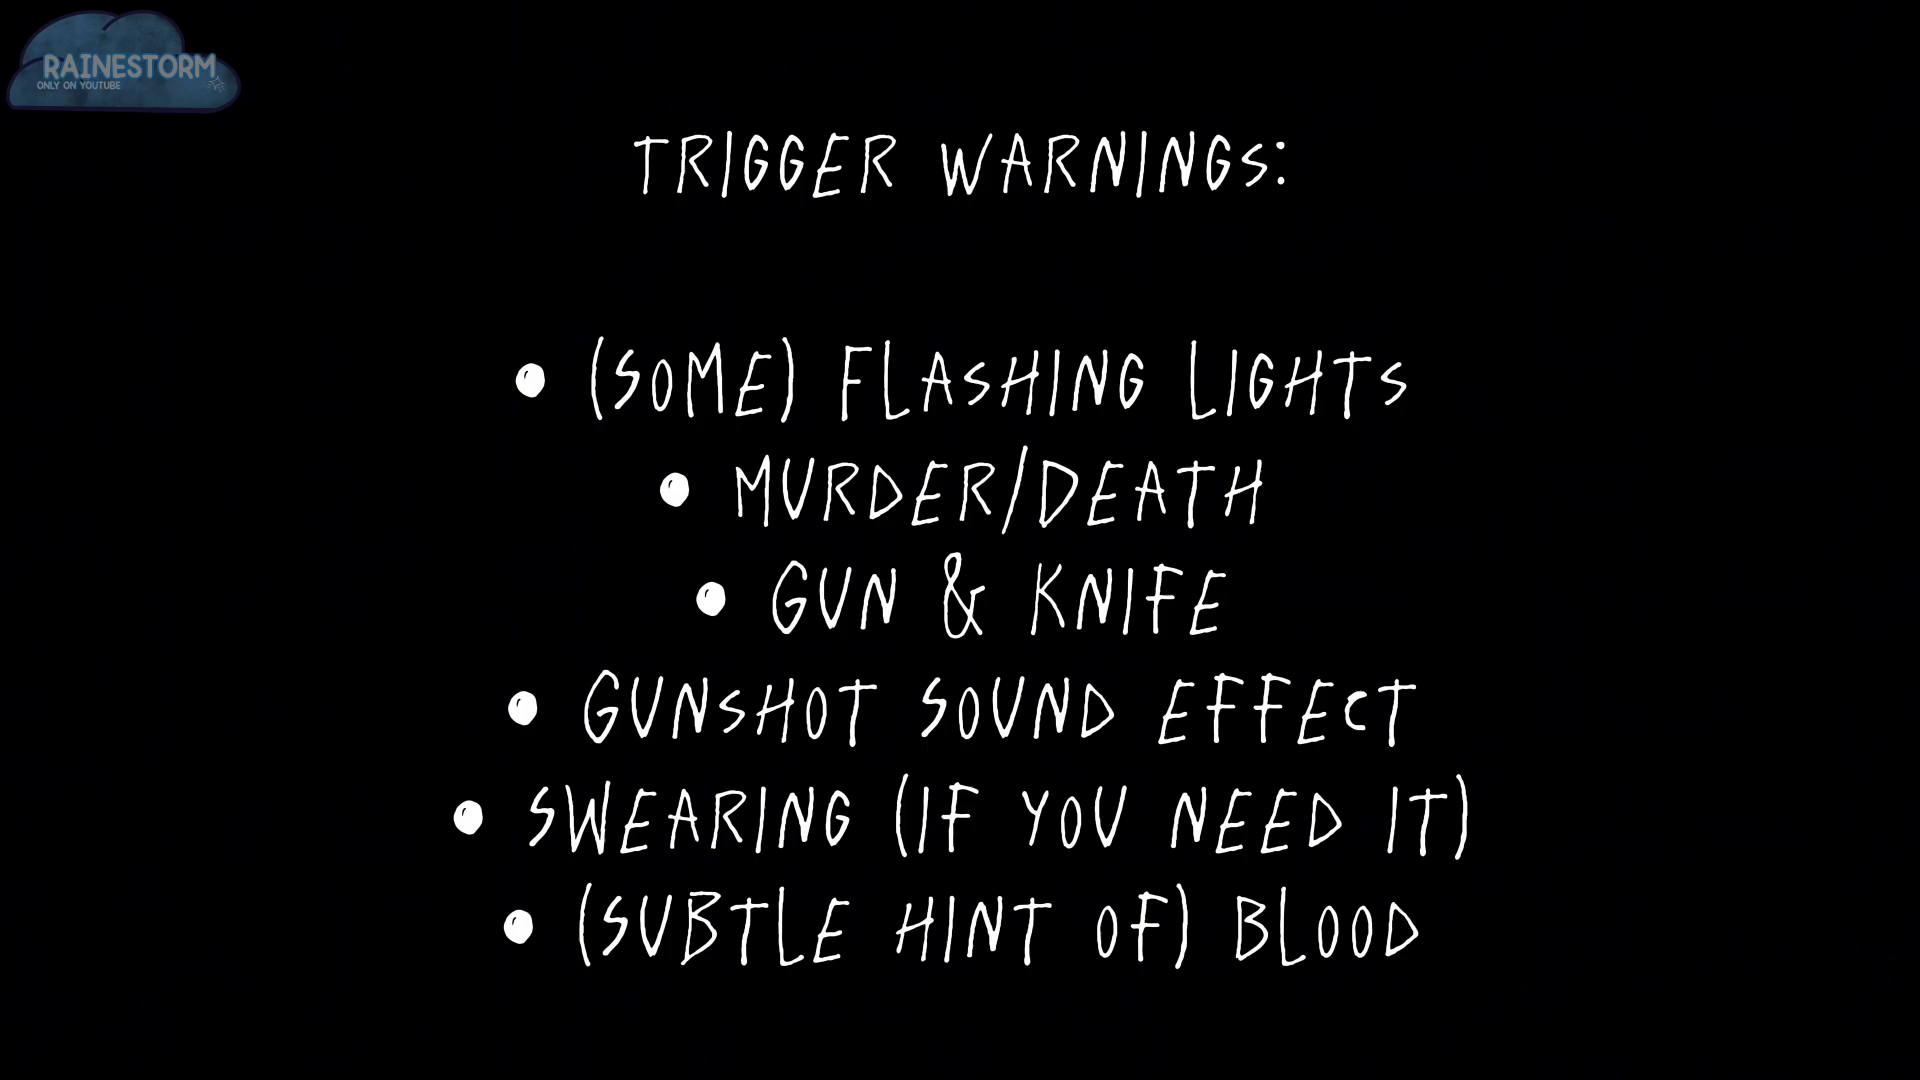 RAINESTORM
ONLY ON YOUTUBE
TRIGGER WARNINGS:
• (SOME) FLASHING LIGHTS
• MURDER/DEATH
• GUN & KNIFE
• GUNSHOT SOUND EFFECT
• SWEARING (IF YOU NEED IT)
• (SUBTLE HINT OF) BLOOD